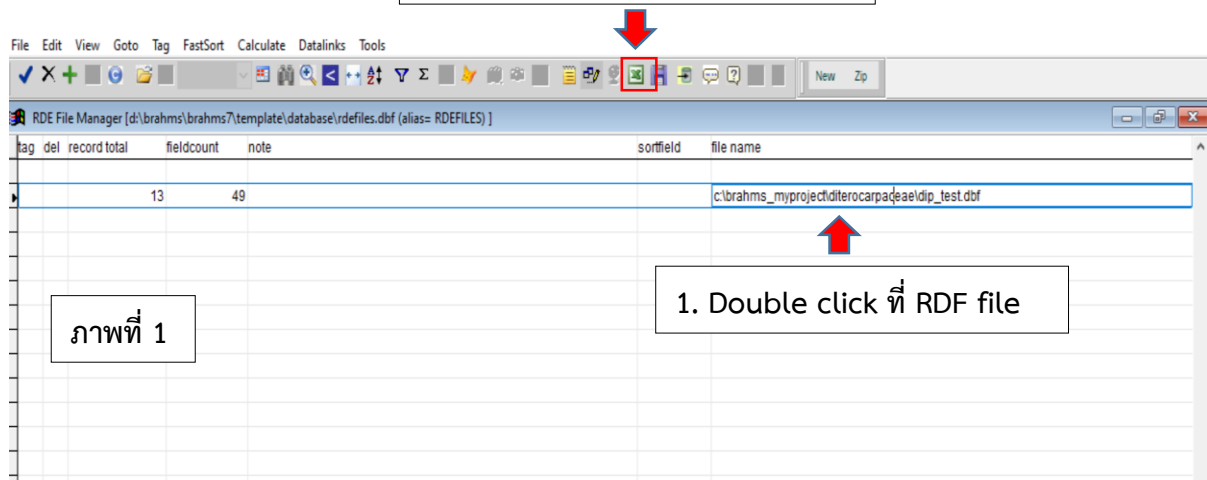 File Edit View Goto Tag FastSort Calculate Datalinks Tools
New Zip
RDE File Manager [d:\brahms\brahms7\template\database\rdefiles.dbf (alias= RDEFILES) ]
tag del record total fieldcount note sortfield file name
13 49 c:\brahms_myproject\diterocarpaceae\dip_test.dbf
1. Double click ที่ RDF file
ภาพที่ 1